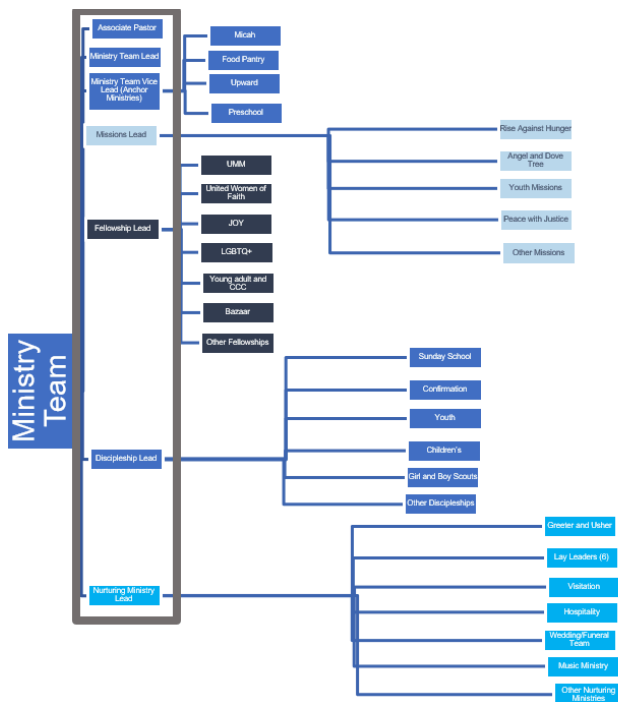 Ministry
Team
Associate Pastor
Ministry Team Lead
Ministry Team Vice
Lead (Anchor
Ministries)
Micah
Food Pantry
Upward
Preschool
Missions Lead
Rise Against Hunger
Angel and Dove
Tree
Youth Missions
Peace with Justice
Other Missions
Fellowship Lead
UMM
United Women of
Faith
JOY
LGBTQ+
Young adult and
CCC
Bazaar
Other Fellowships
Discipleship Lead
Sunday School
Confirmation
Youth
Children's
Girl and Boy Scouts
Other Discipleships
Nurturing Ministry
Lead
Greeter and Usher
Lay Leaders (6)
Visitation
Hospitality
Wedding/Funeral
Team
Music Ministry
Other Nurturing
Ministries